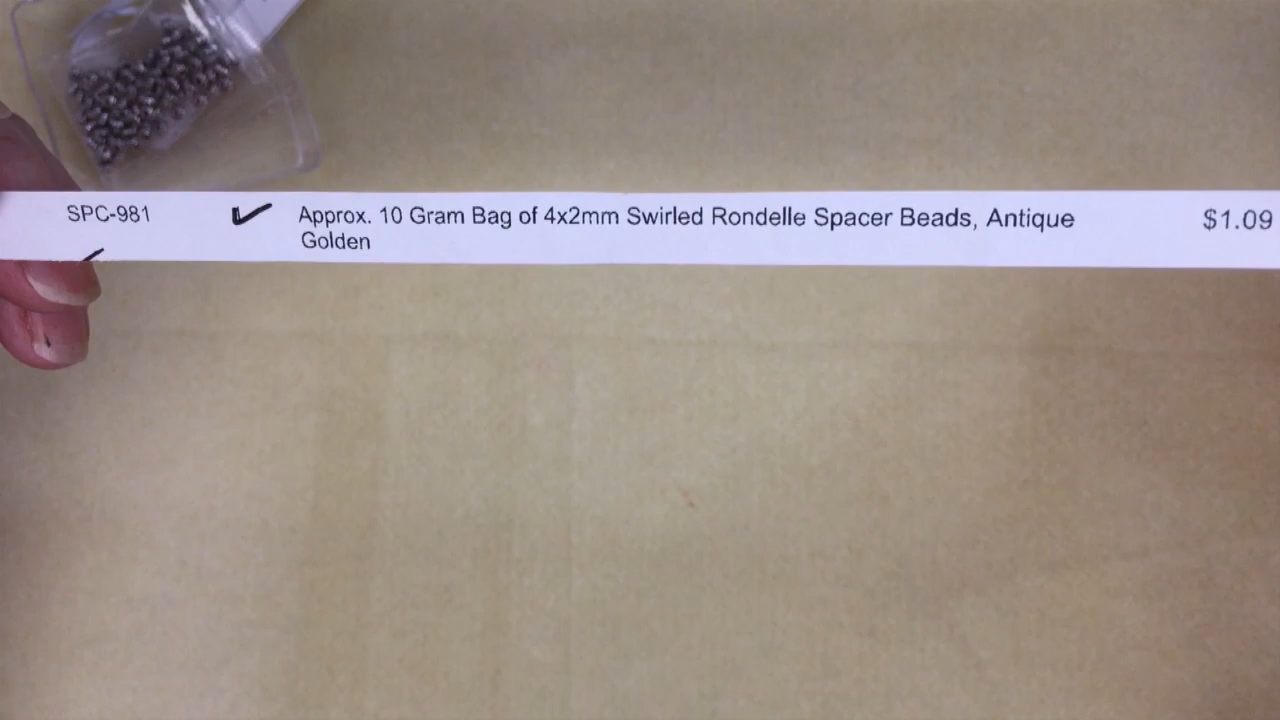 SPC-981 ✓ Approx. 10 Gram Bag of 4x2mm Swirled Rondelle Spacer Beads, Antique $1.09
Golden